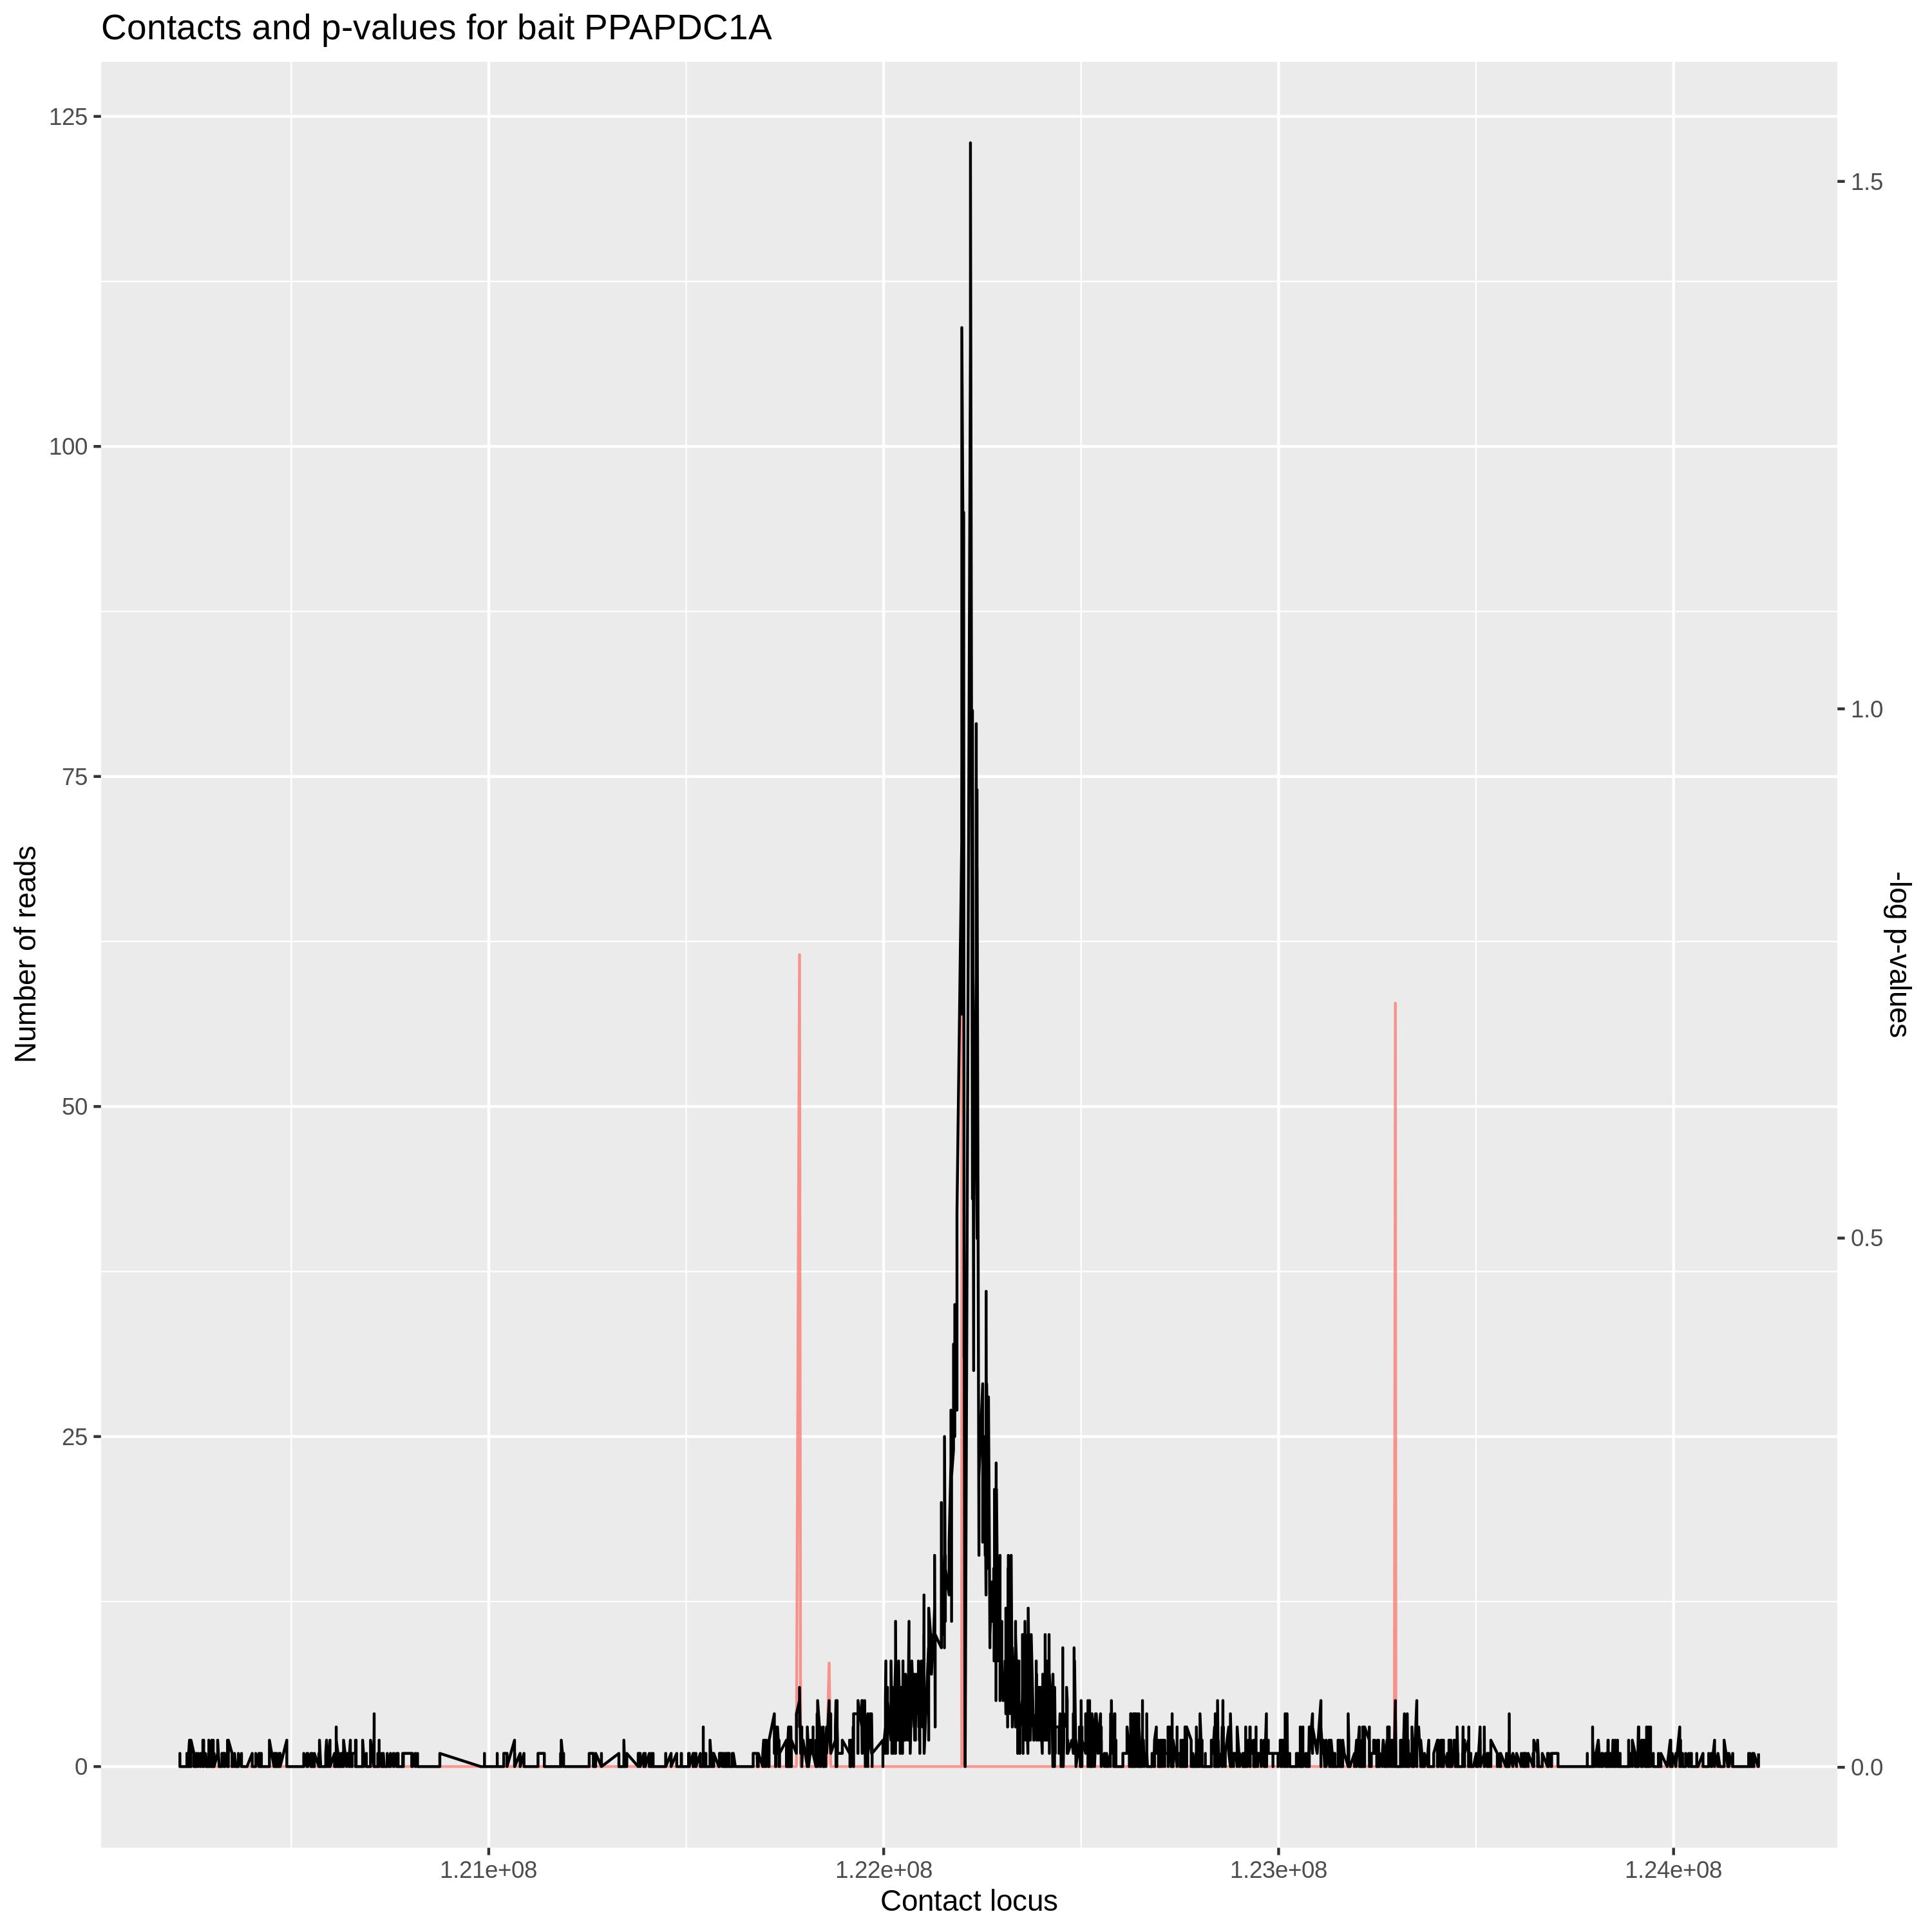 Contacts and p-values for bait PPAPDC1A
125
100
75
50
25
0
Number of reads
1.5
1.0
0.5
0.0
-log p-values
1.21e+08
1.22e+08
1.23e+08
1.24e+08
Contact locus